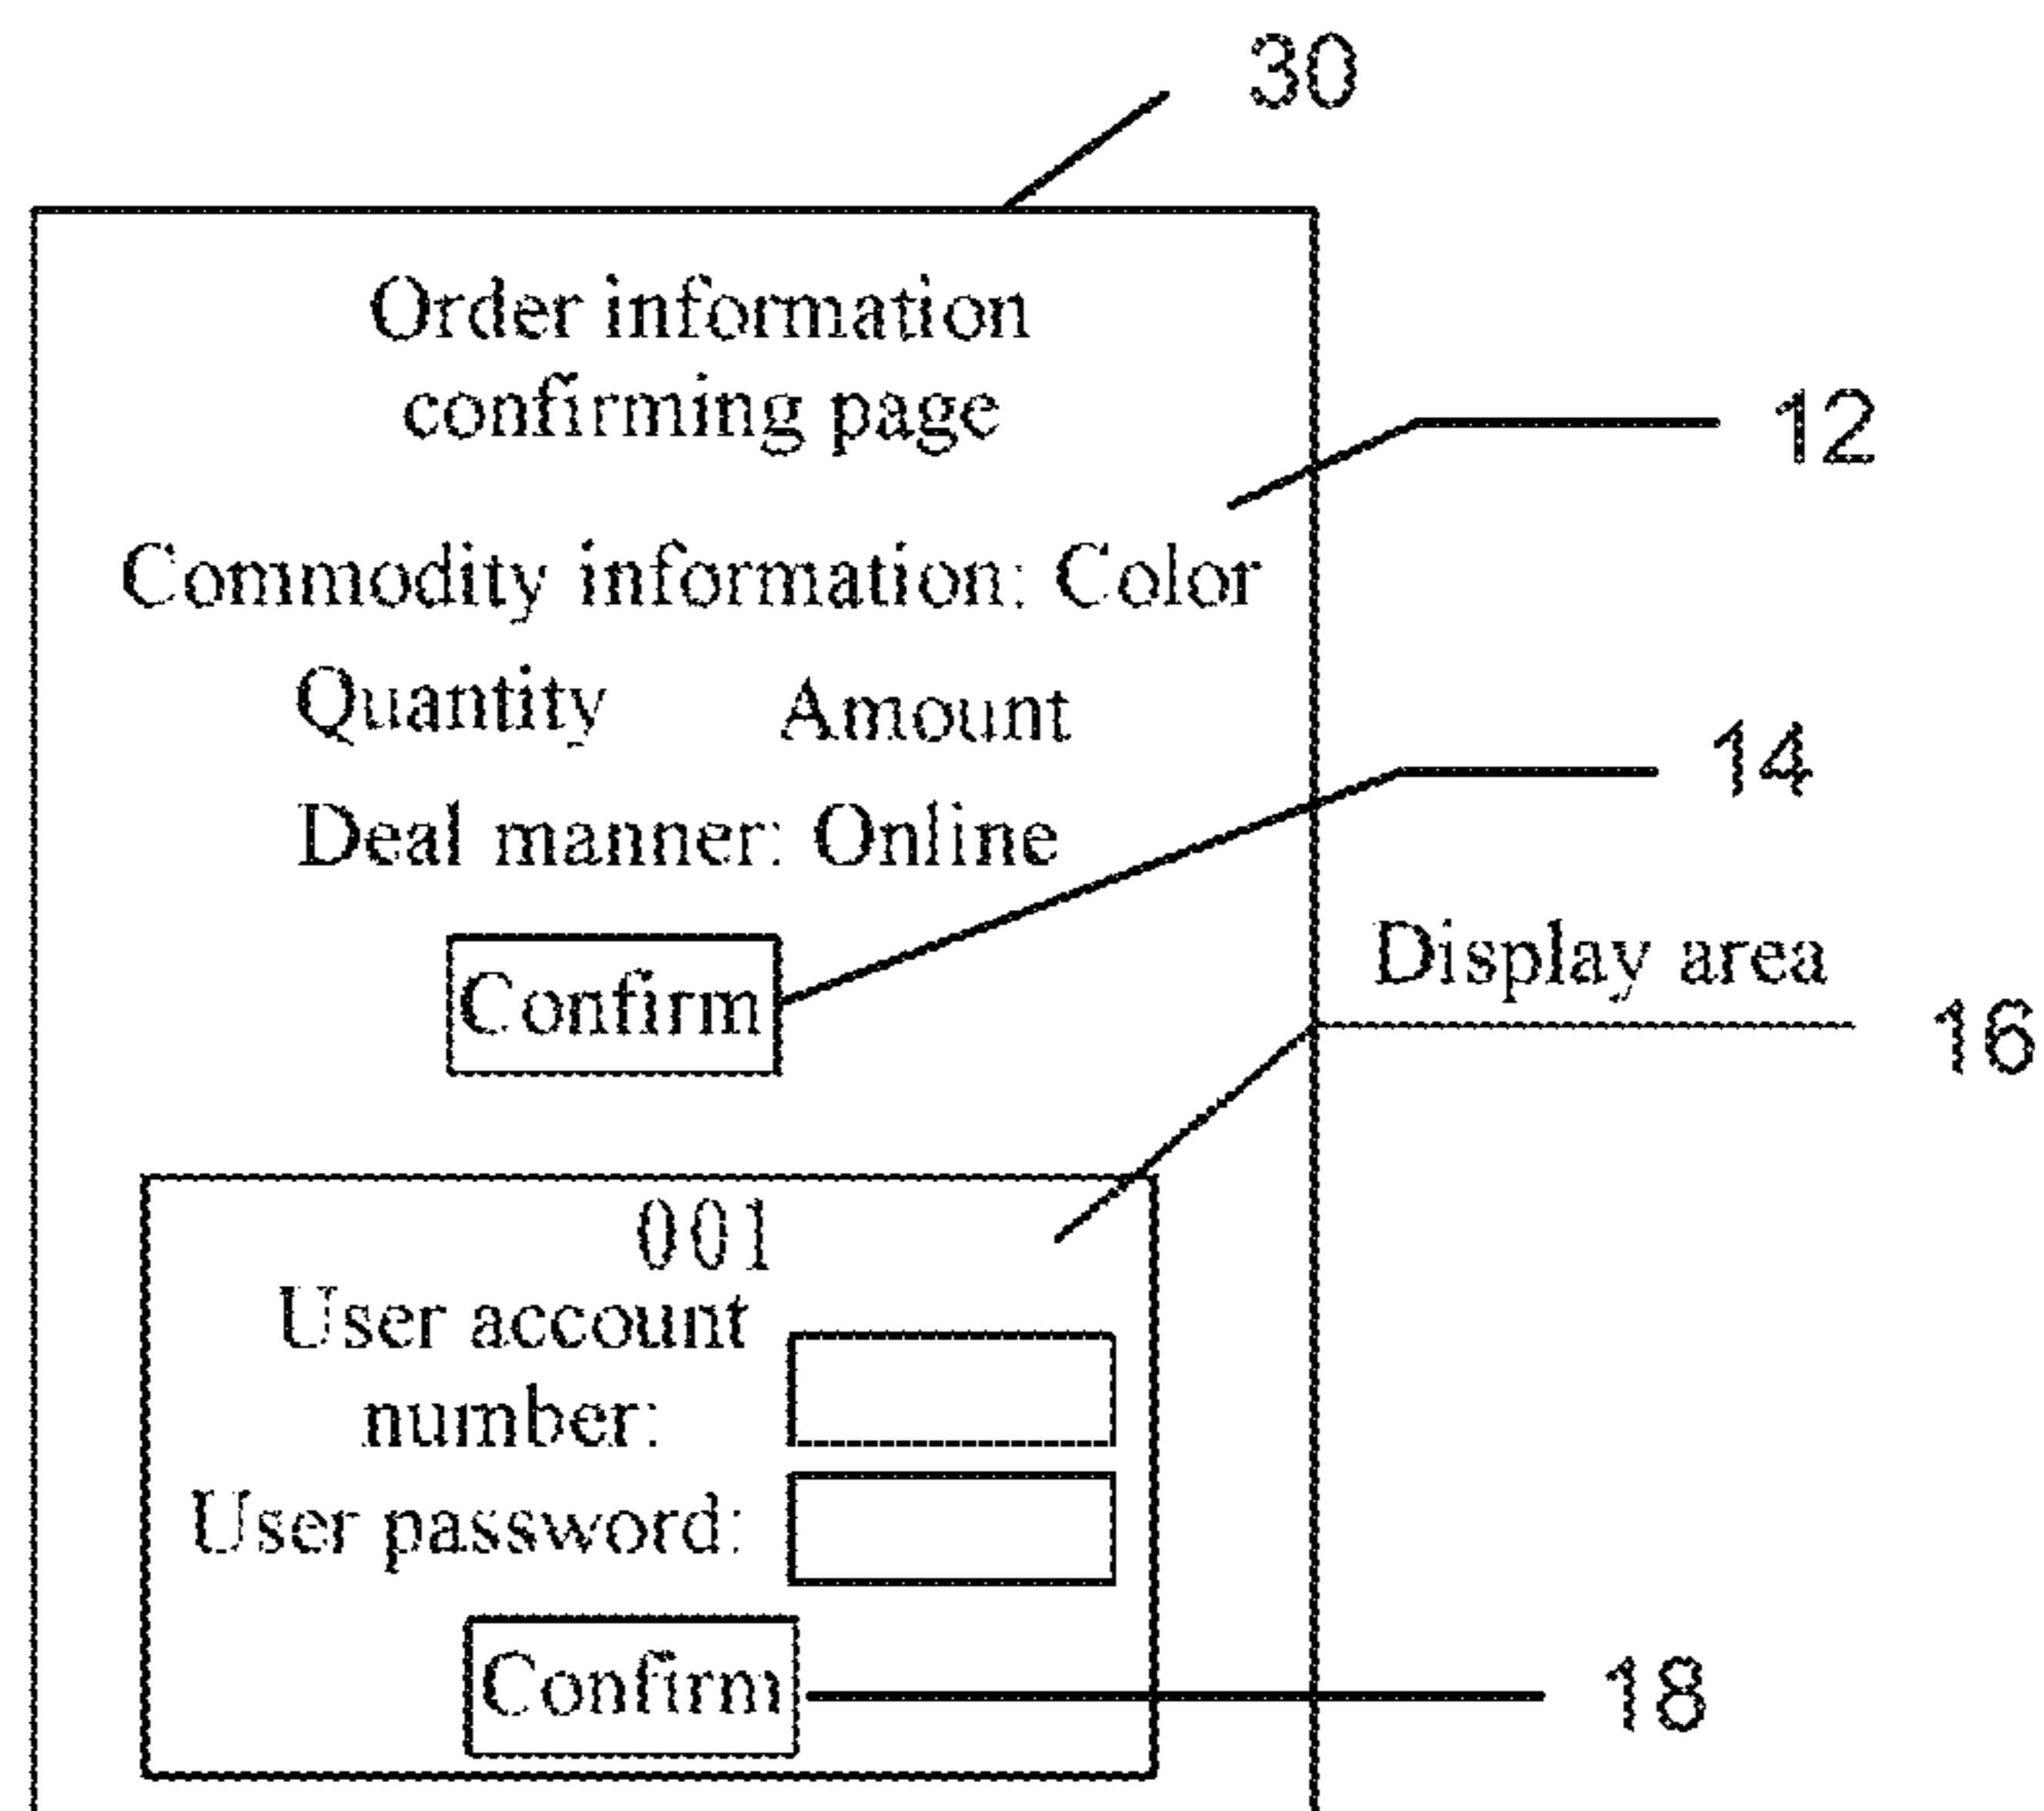 30
Order information
confirming page
12
Commodity information: Color
Quantity Amount
14
Deal manner: Online
Display area
Confirm
16
001
User account
number:
User password:
Confirm
18